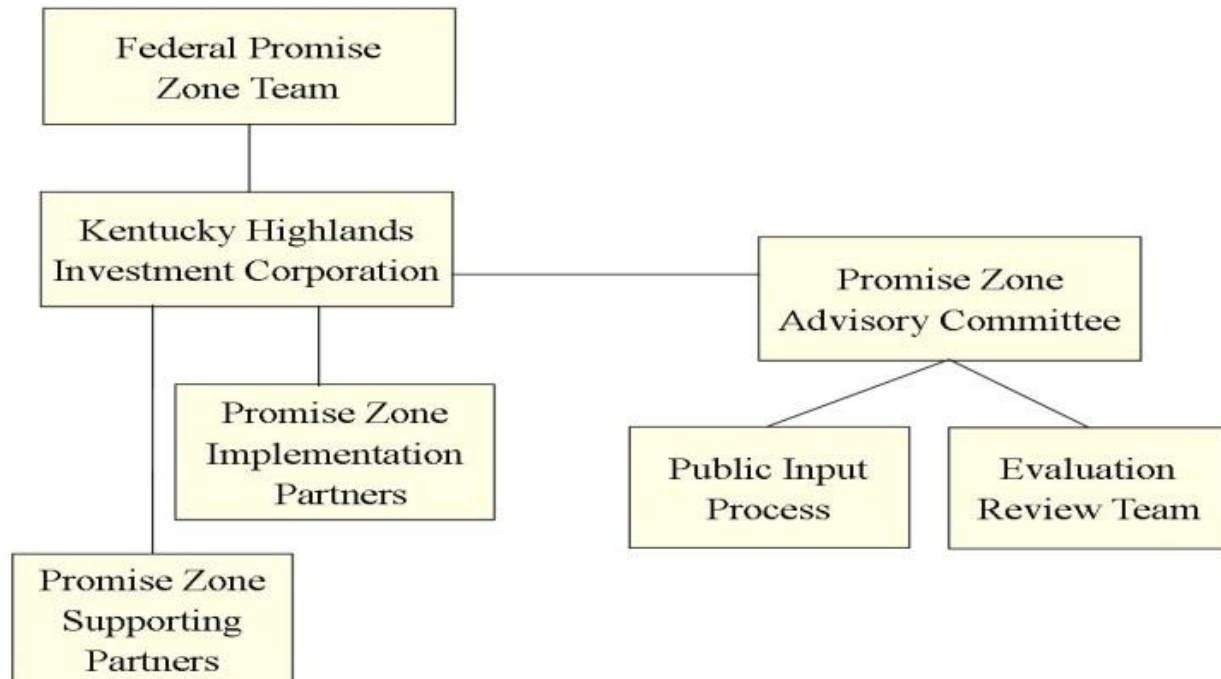 Federal Promise
Zone Team
Kentucky Highlands
Investment Corporation
Promise Zone
Advisory Committee
Promise Zone
Implementation
Partners
Public Input
Process
Evaluation
Review Team
Promise Zone
Supporting
Partners